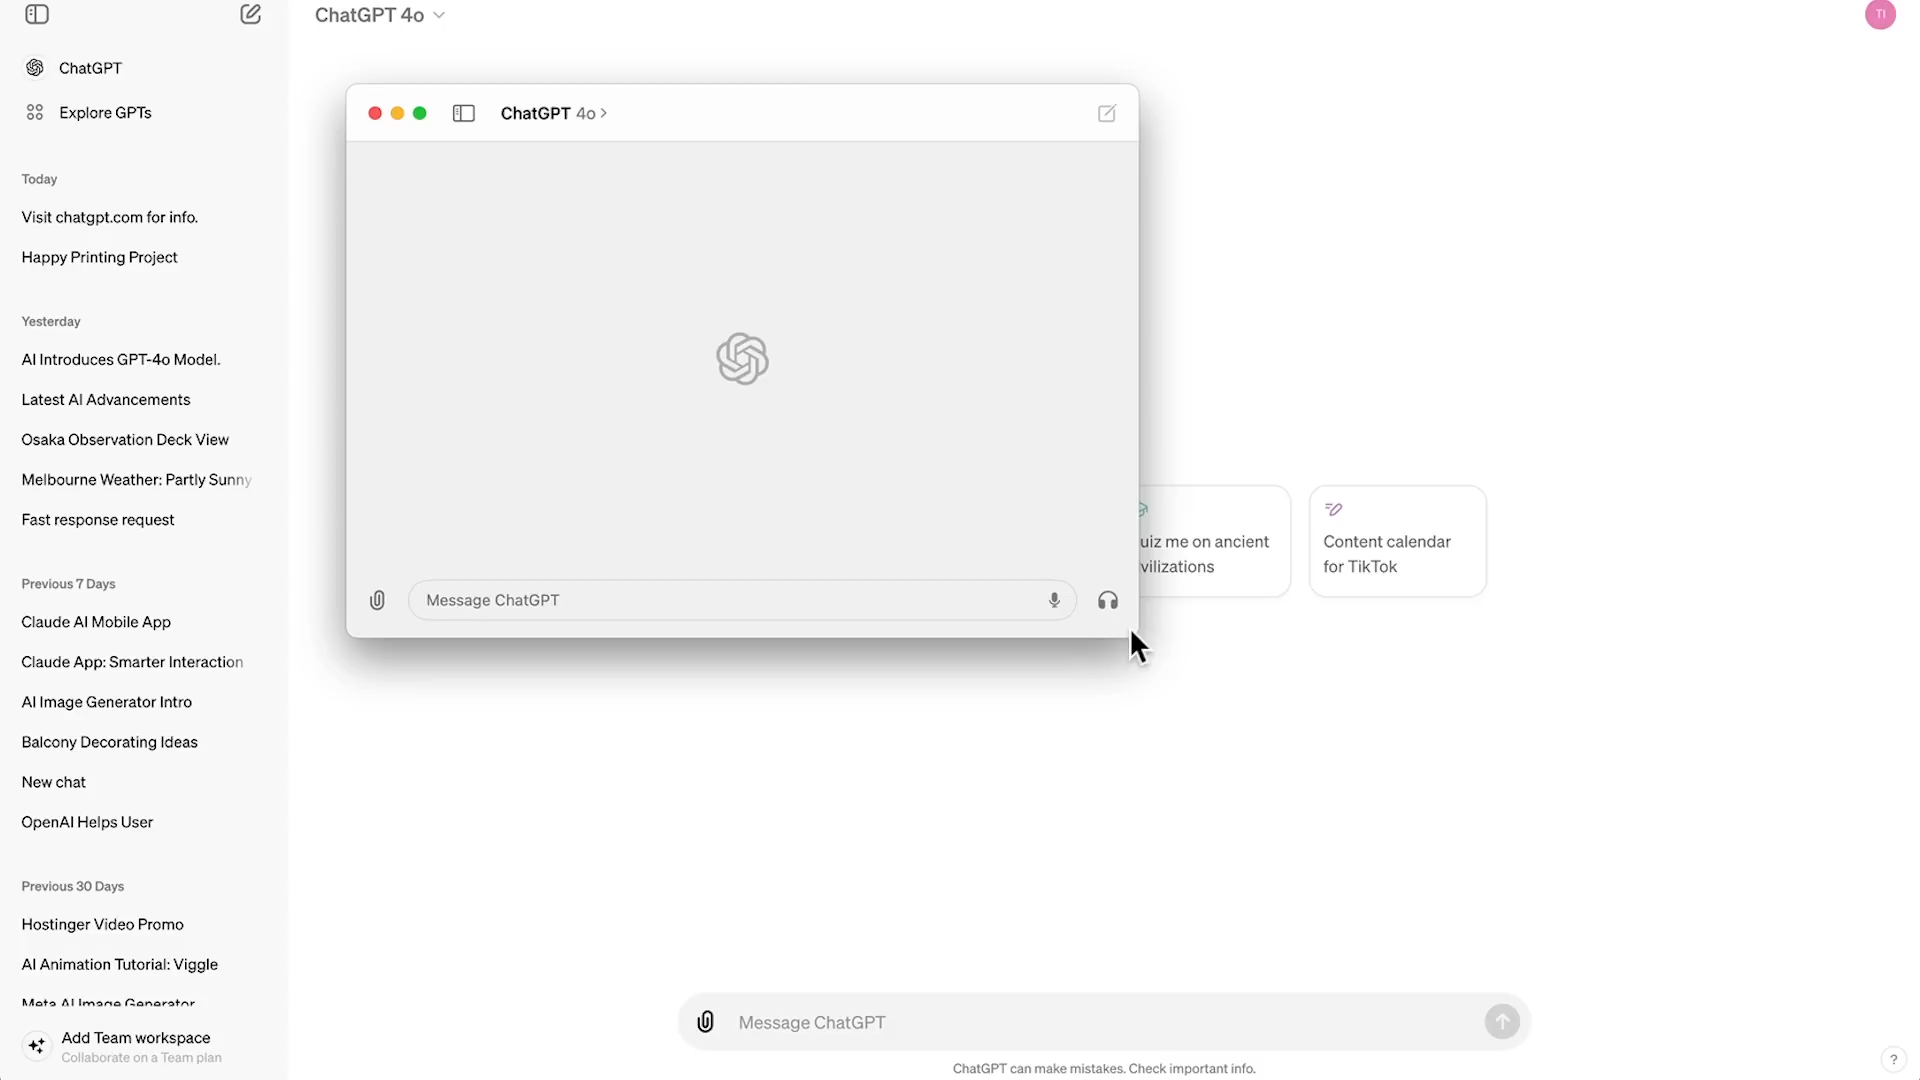 ChatGPT 4o
TI
ChatGPT
Explore GPTs
Today
Visit chatgpt.com for info.
Happy Printing Project
Yesterday
AI Introduces GPT-4o Model.
Latest AI Advancements
Osaka Observation Deck View
Melbourne Weather: Partly Sunny
Fast response request
Previous 7 Days
Claude AI Mobile App
Claude App: Smarter Interaction
AI Image Generator Intro
Balcony Decorating Ideas
New chat
OpenAI Helps User
Previous 30 Days
Hostinger Video Promo
AI Animation Tutorial: Viggle
Meta AI Image Generator
Add Team workspace
Collaborate on a Team plan
ChatGPT 4o >
Message ChatGPT
uiz me on ancient
vilizations
Content calendar
for TikTok
Message ChatGPT
ChatGPT can make mistakes. Check important info.
?